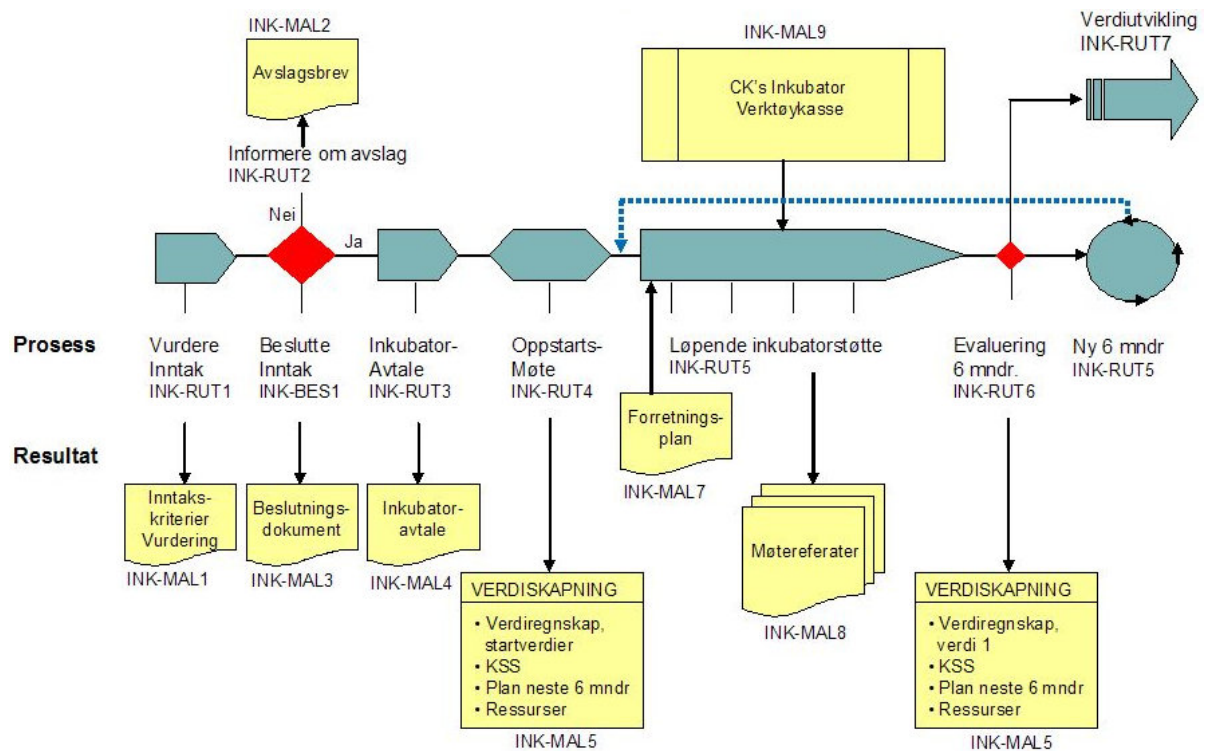 INK-MAL2
Avslagsbrev
Informere om avslag
INK-RUT2
Nei
Ja
INK-MAL9
CK's Inkubator
Verktøykasse
Verdiutvikling
INK-RUT7
Prosess
Vurdere
Inntak
INK-RUT1
Beslutte
Inntak
INK-BES1
Inkubator-
Avtale
INK-RUT3
Oppstarts-
Møte
INK-RUT4
Løpende inkubatorstøtte
INK-RUT5
Evaluering
6 mndr.
INK-RUT6
Ny 6 mndr
INK-RUT5
Resultat
Inntaks-
kriterier
Vurdering
INK-MAL1
Beslutnings-
dokument
INK-MAL3
Inkubator-
avtale
INK-MAL4
VERDISKAPNING
• Verdiregnskap,
startverdier
• KSS
• Plan neste 6 mndr
• Ressurser
INK-MAL5
Forretnings-
plan
INK-MAL7
Møtereferater
INK-MAL8
VERDISKAPNING
• Verdiregnskap,
verdi 1
• KSS
• Plan neste 6 mndr
• Ressurser
INK-MAL5